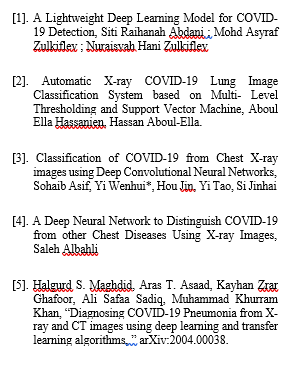 [1]. A Lightweight Deep Learning Model for COVID-
19 Detection, Siti Raihanah Abdani ; Mohd Asyraf
Zulkifley ; Nuraisyah Hani Zulkifley
[2]. Automatic X-ray COVID-19 Lung Image
Classification System based on Multi- Level
Thresholding and Support Vector Machine, Aboul
Ella Hassanien, Hassan Aboul-Ella.
[3]. Classification of COVID-19 from Chest X-ray
images using Deep Convolutional Neural Networks,
Sohaib Asif, Yi Wenhui*, Hou Jin, Yi Tao, Si Jinhai
[4]. A Deep Neural Network to Distinguish COVID-19
from other Chest Diseases Using X-ray Images,
Saleh Albahli
[5]. Halgurd S. Maghdid, Aras T. Asaad, Kayhan Zrar
Ghafoor, Ali Safaa Sadiq, Muhammad Khurram
Khan, “Diagnosing COVID-19 Pneumonia from X-
ray and CT images using deep learning and transfer
learning algorithms,” arXiv:2004.00038.